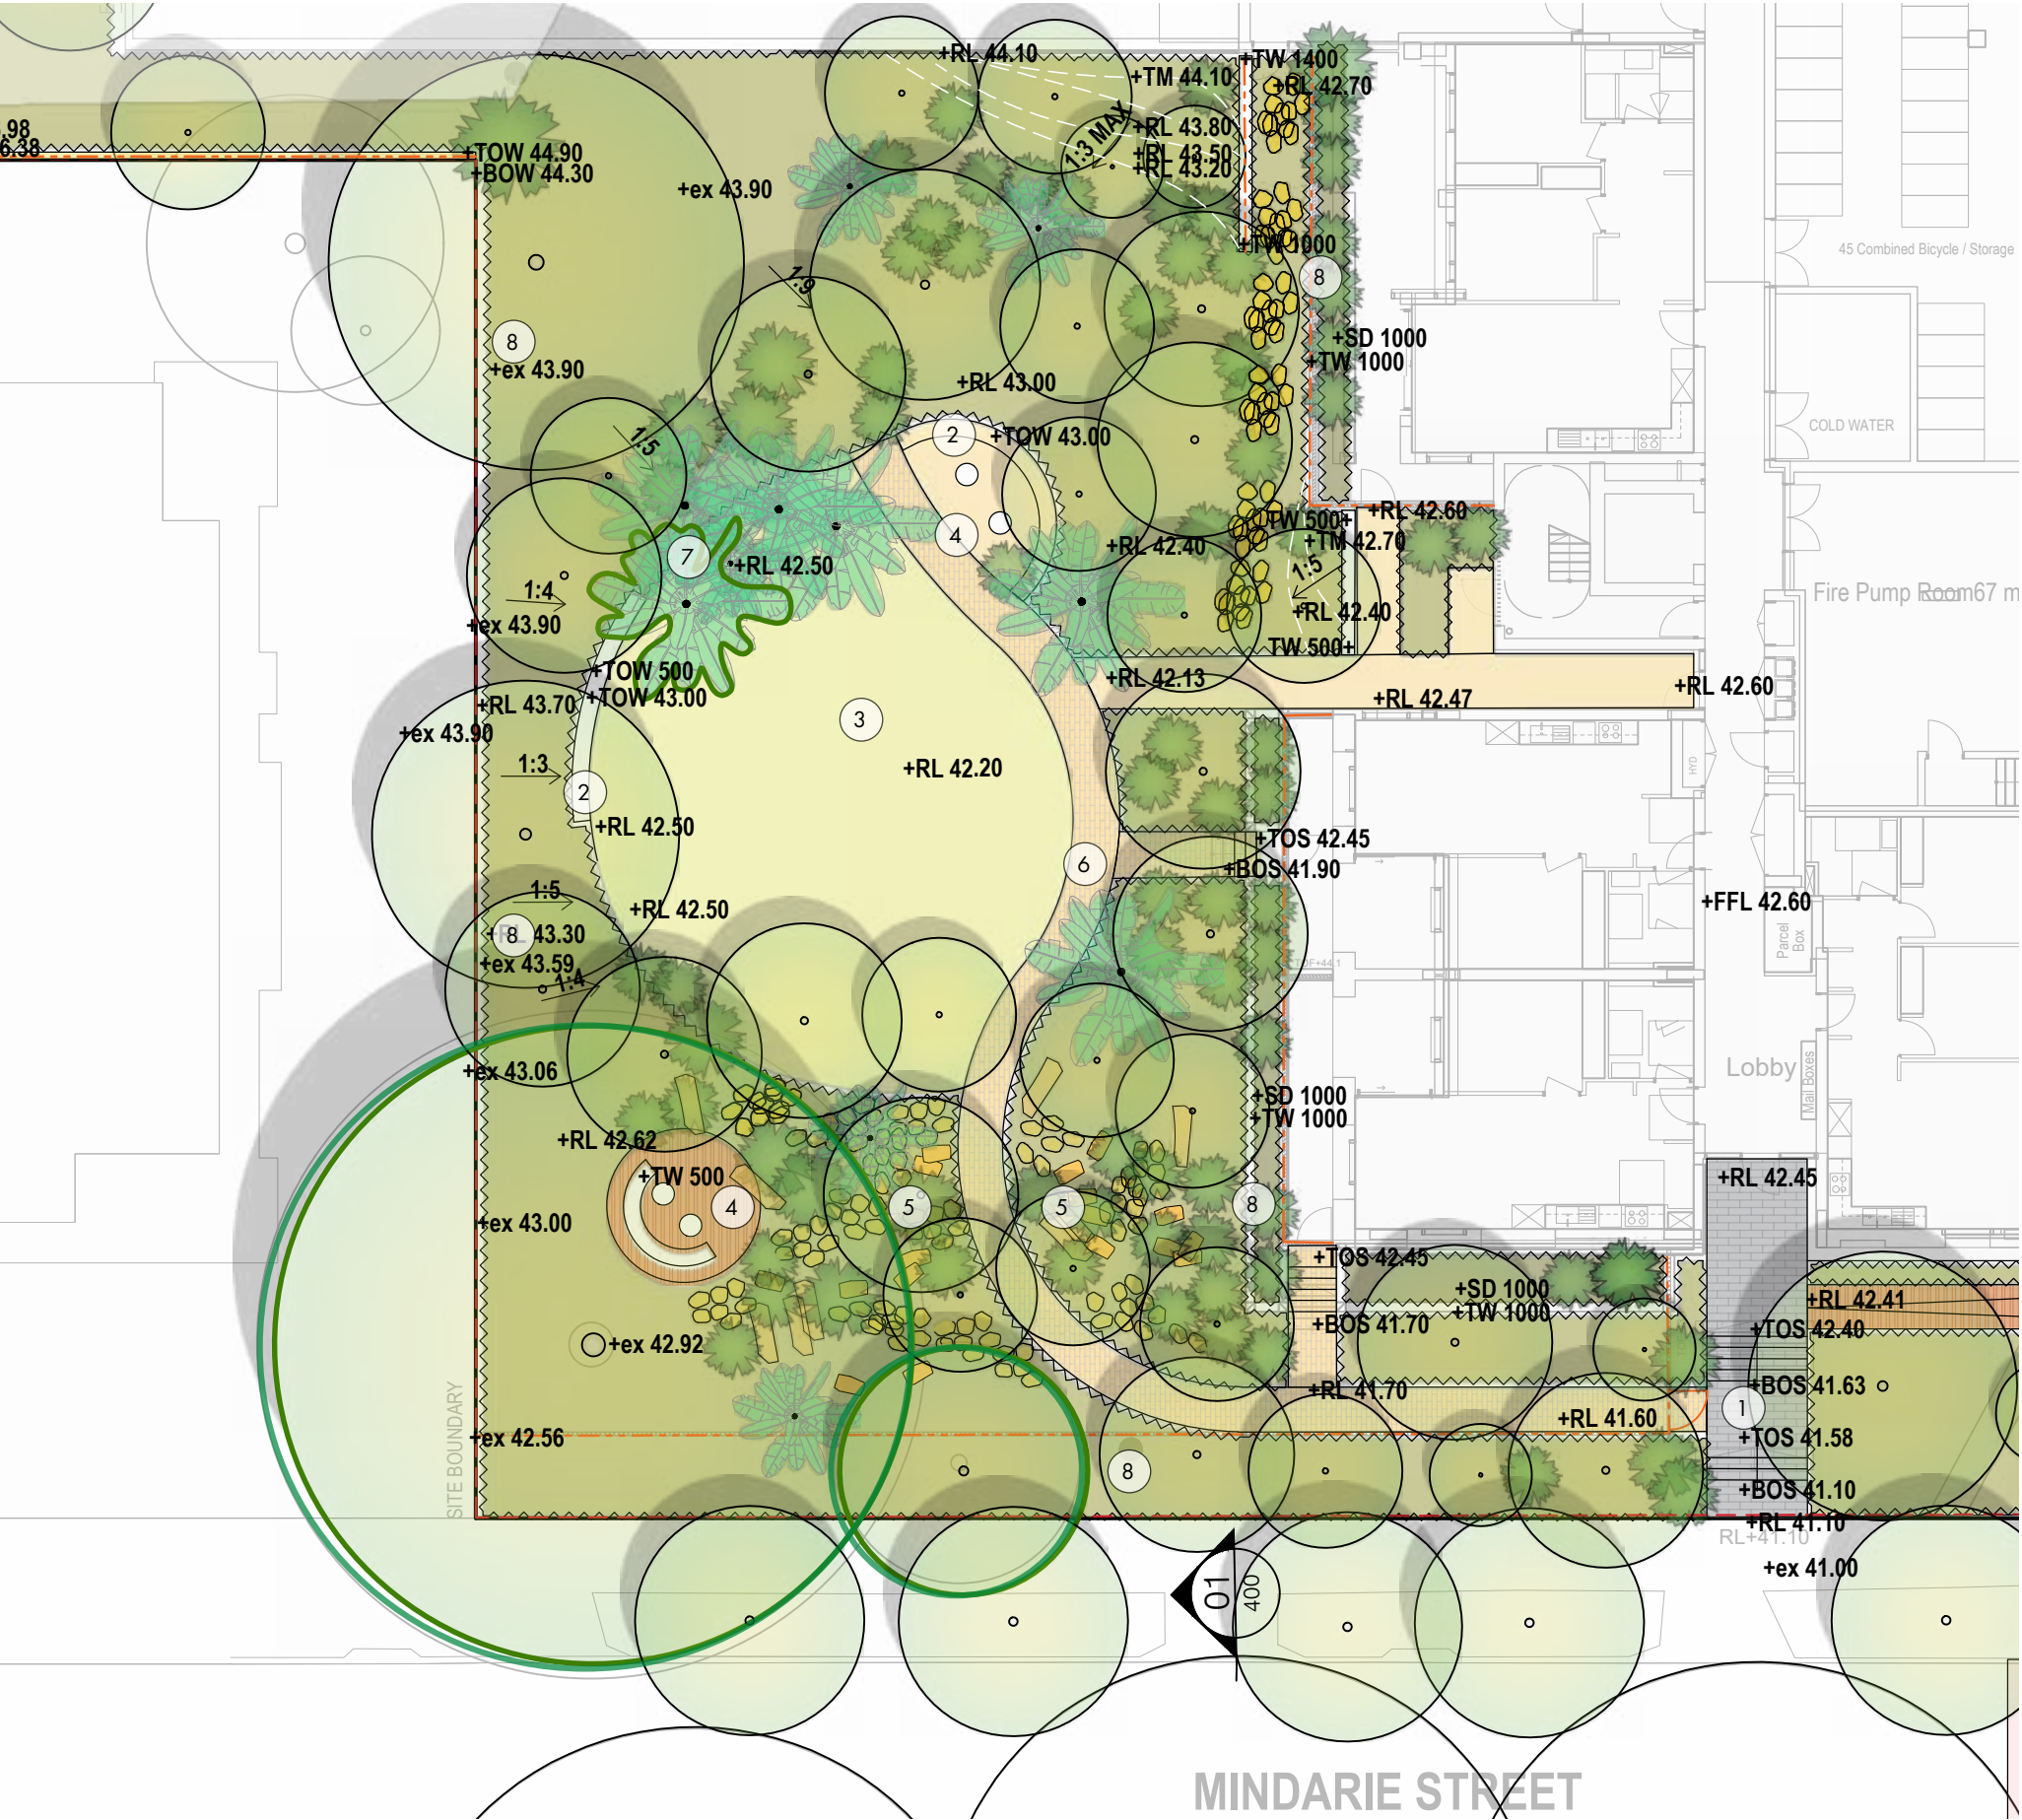 +RL 44.10
+TW 1400
+TM 44.10
+RL 42.70
.98
6.38
+RL 43.80
1:3 MAX
+TOW 44.90
+BOW 44.30
+RL 43.50
+RL 43.20
+ex 43.90
+TW 1000
45 Combined Bicycle / Storage
1:9
8
+SD 1000
8
+TW 1000
+ex 43.90
+RL 43.00
COLD WATER
2
+TOW 43.00
1:5
+RL 42.60
TW 500+
4
+TM 42.70
+RL 42.40
7
+RL 42.50
1:5
1:4
Fire Pump Room67 m
+RL 42.40
+ex 43.90
TW 500+
+TOW 500
+RL 42.13
+RL 42.60
+TOW 43.00
+RL 42.47
+RL 43.70
3
+ex 43.90
1:3
+RL 42.20
HYD
2
+RL 42.50
+TOS 42.45
6
+BOS 41.90
1:5
+FFL 42.60
+RL 42.50
8
+RL 43.30
Parcel
Box
+ex 43.59
1:4
+ex 43.06
Lobby
Mail Boxes
+SD 1000
+TW 1000
+RL 42.62
+TW 500
+RL 42.45
4
5
5
8
+ex 43.00
+TOS 42.45
+SD 1000
+RL 42.41
+TW 1000
+BOS 41.70
+TOS 42.40
+ex 42.92
+RL 41.70
+BOS 41.63
SITE BOUNDARY
1
+RL 41.60
+ex 42.56
+TOS 41.58
8
+BOS 41.10
+RL 41.10
RL+41.10
+ex 41.00
01
400
MINDARIE STREET